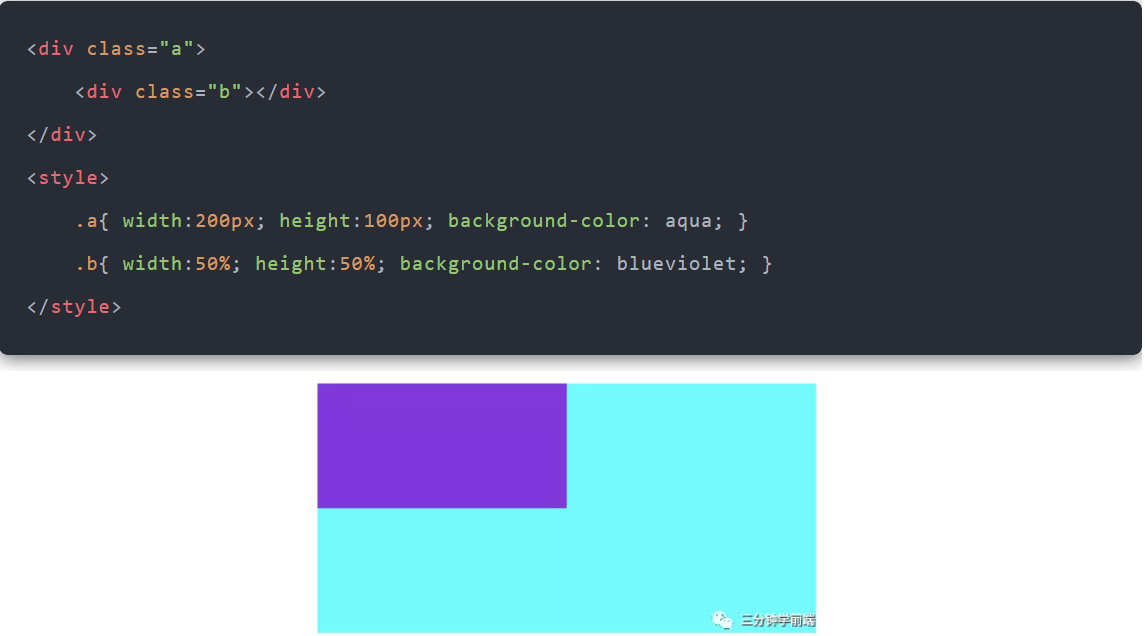 <div class="a">
    <div class="b"></div>
</div>
<style>
    .a{ width:200px; height:100px; background-color: aqua; }
    .b{ width:50%; height:50%; background-color: blueviolet; }
</style>
三分钟学前端